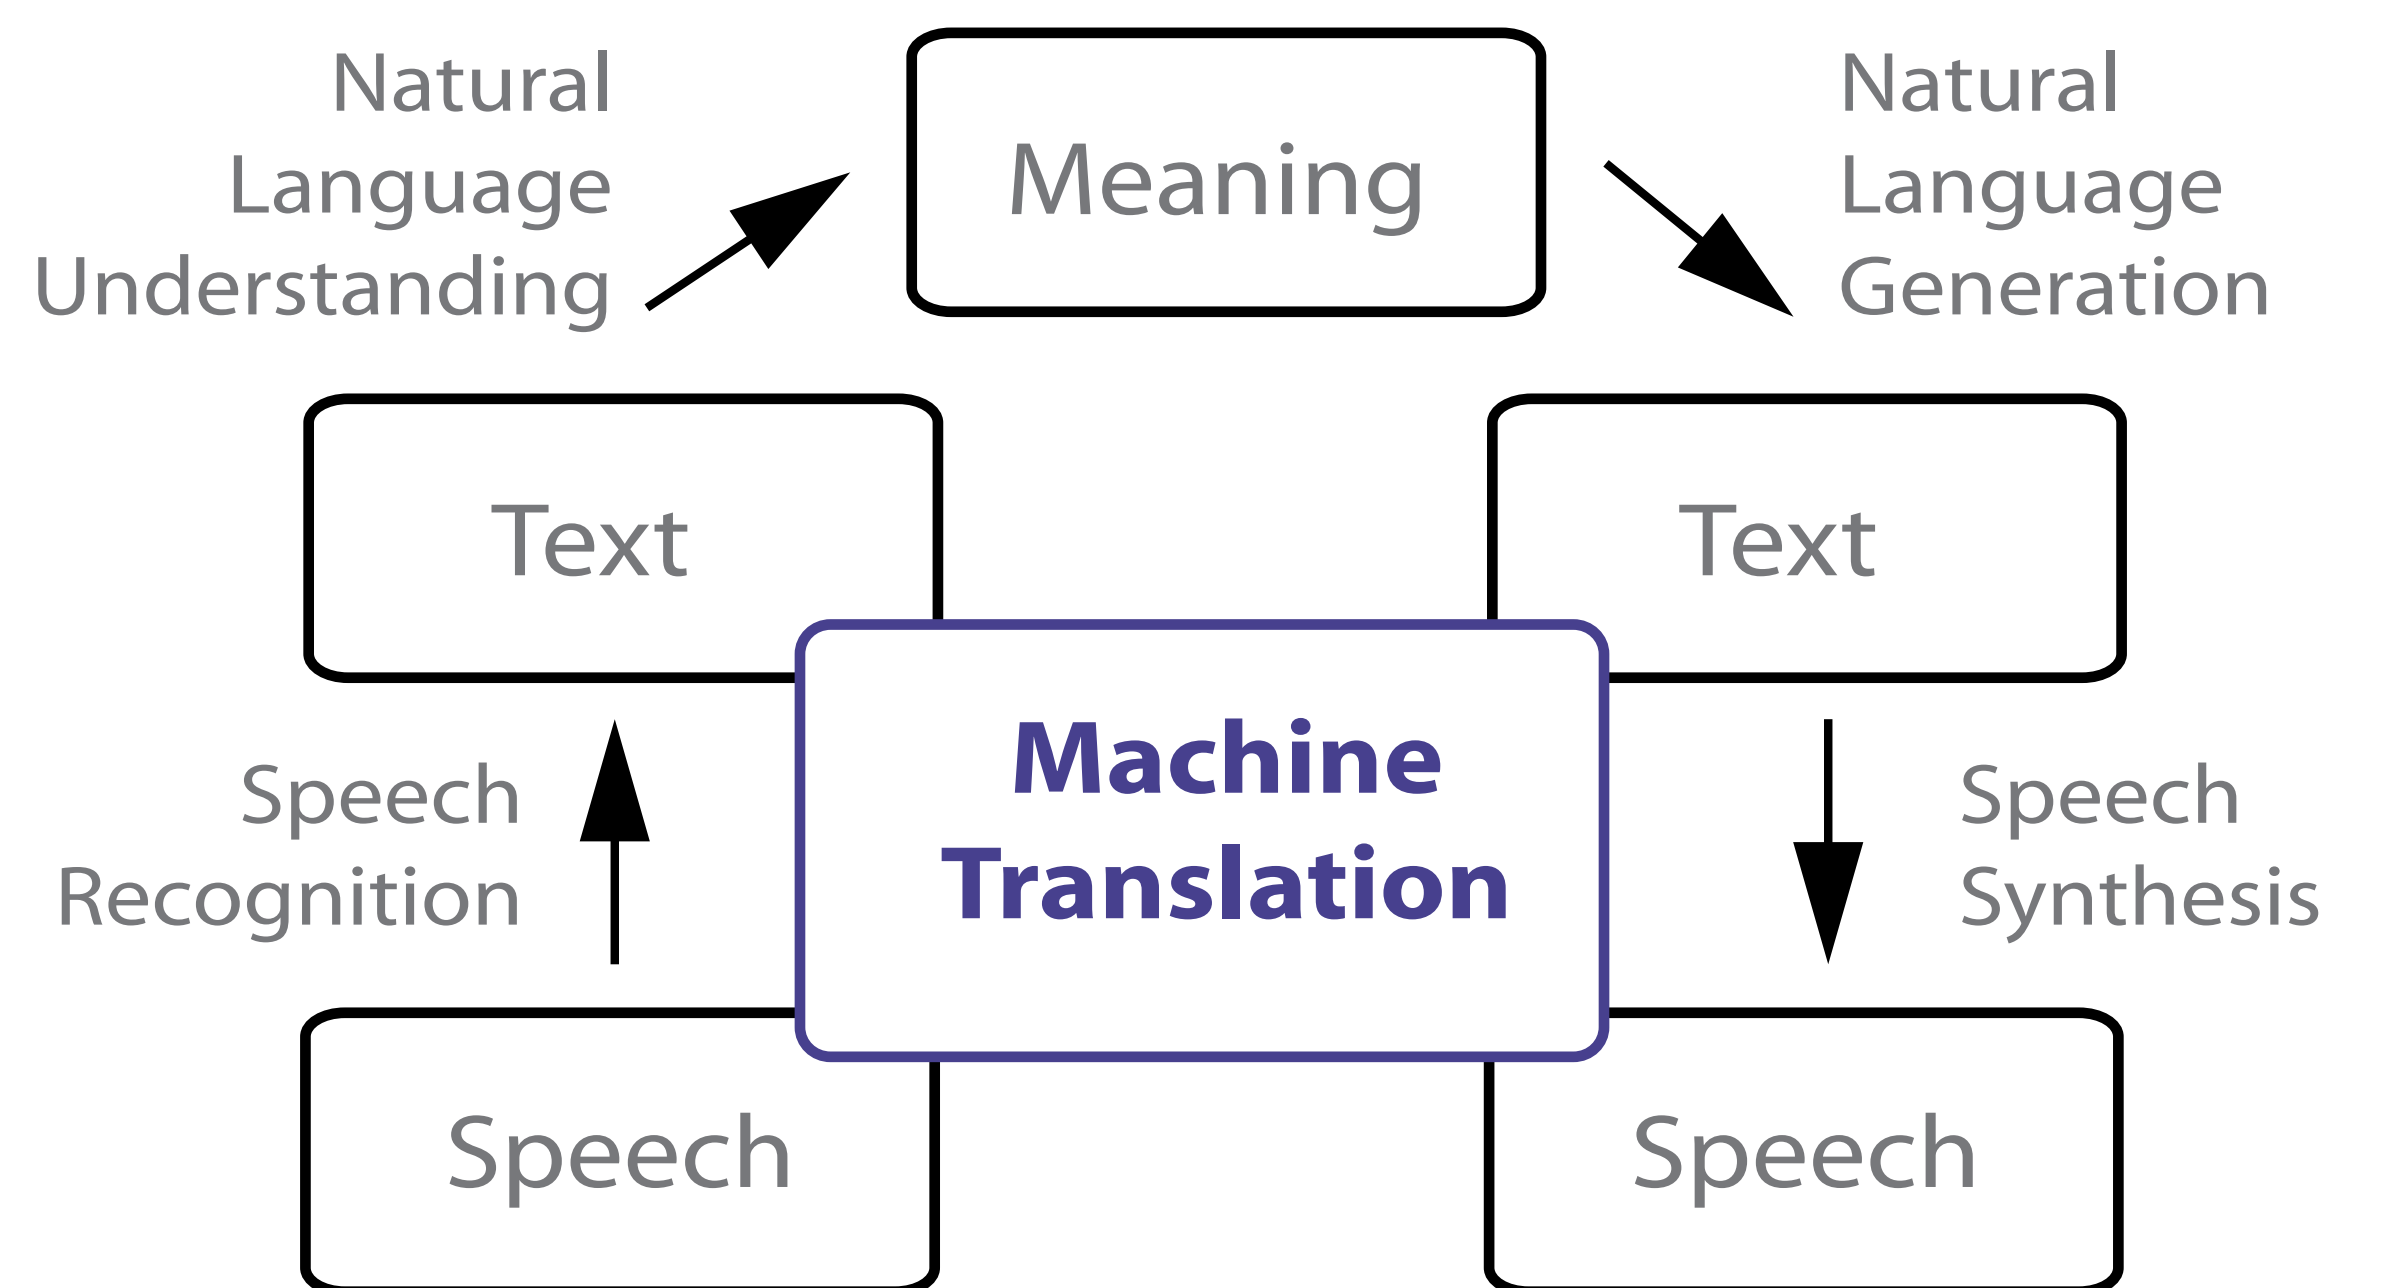 Natural
Language
Understanding
Meaning
Natural
Language
Generation
Text
Text
Speech
Recognition
Machine
Translation
Speech
Synthesis
Speech
Speech